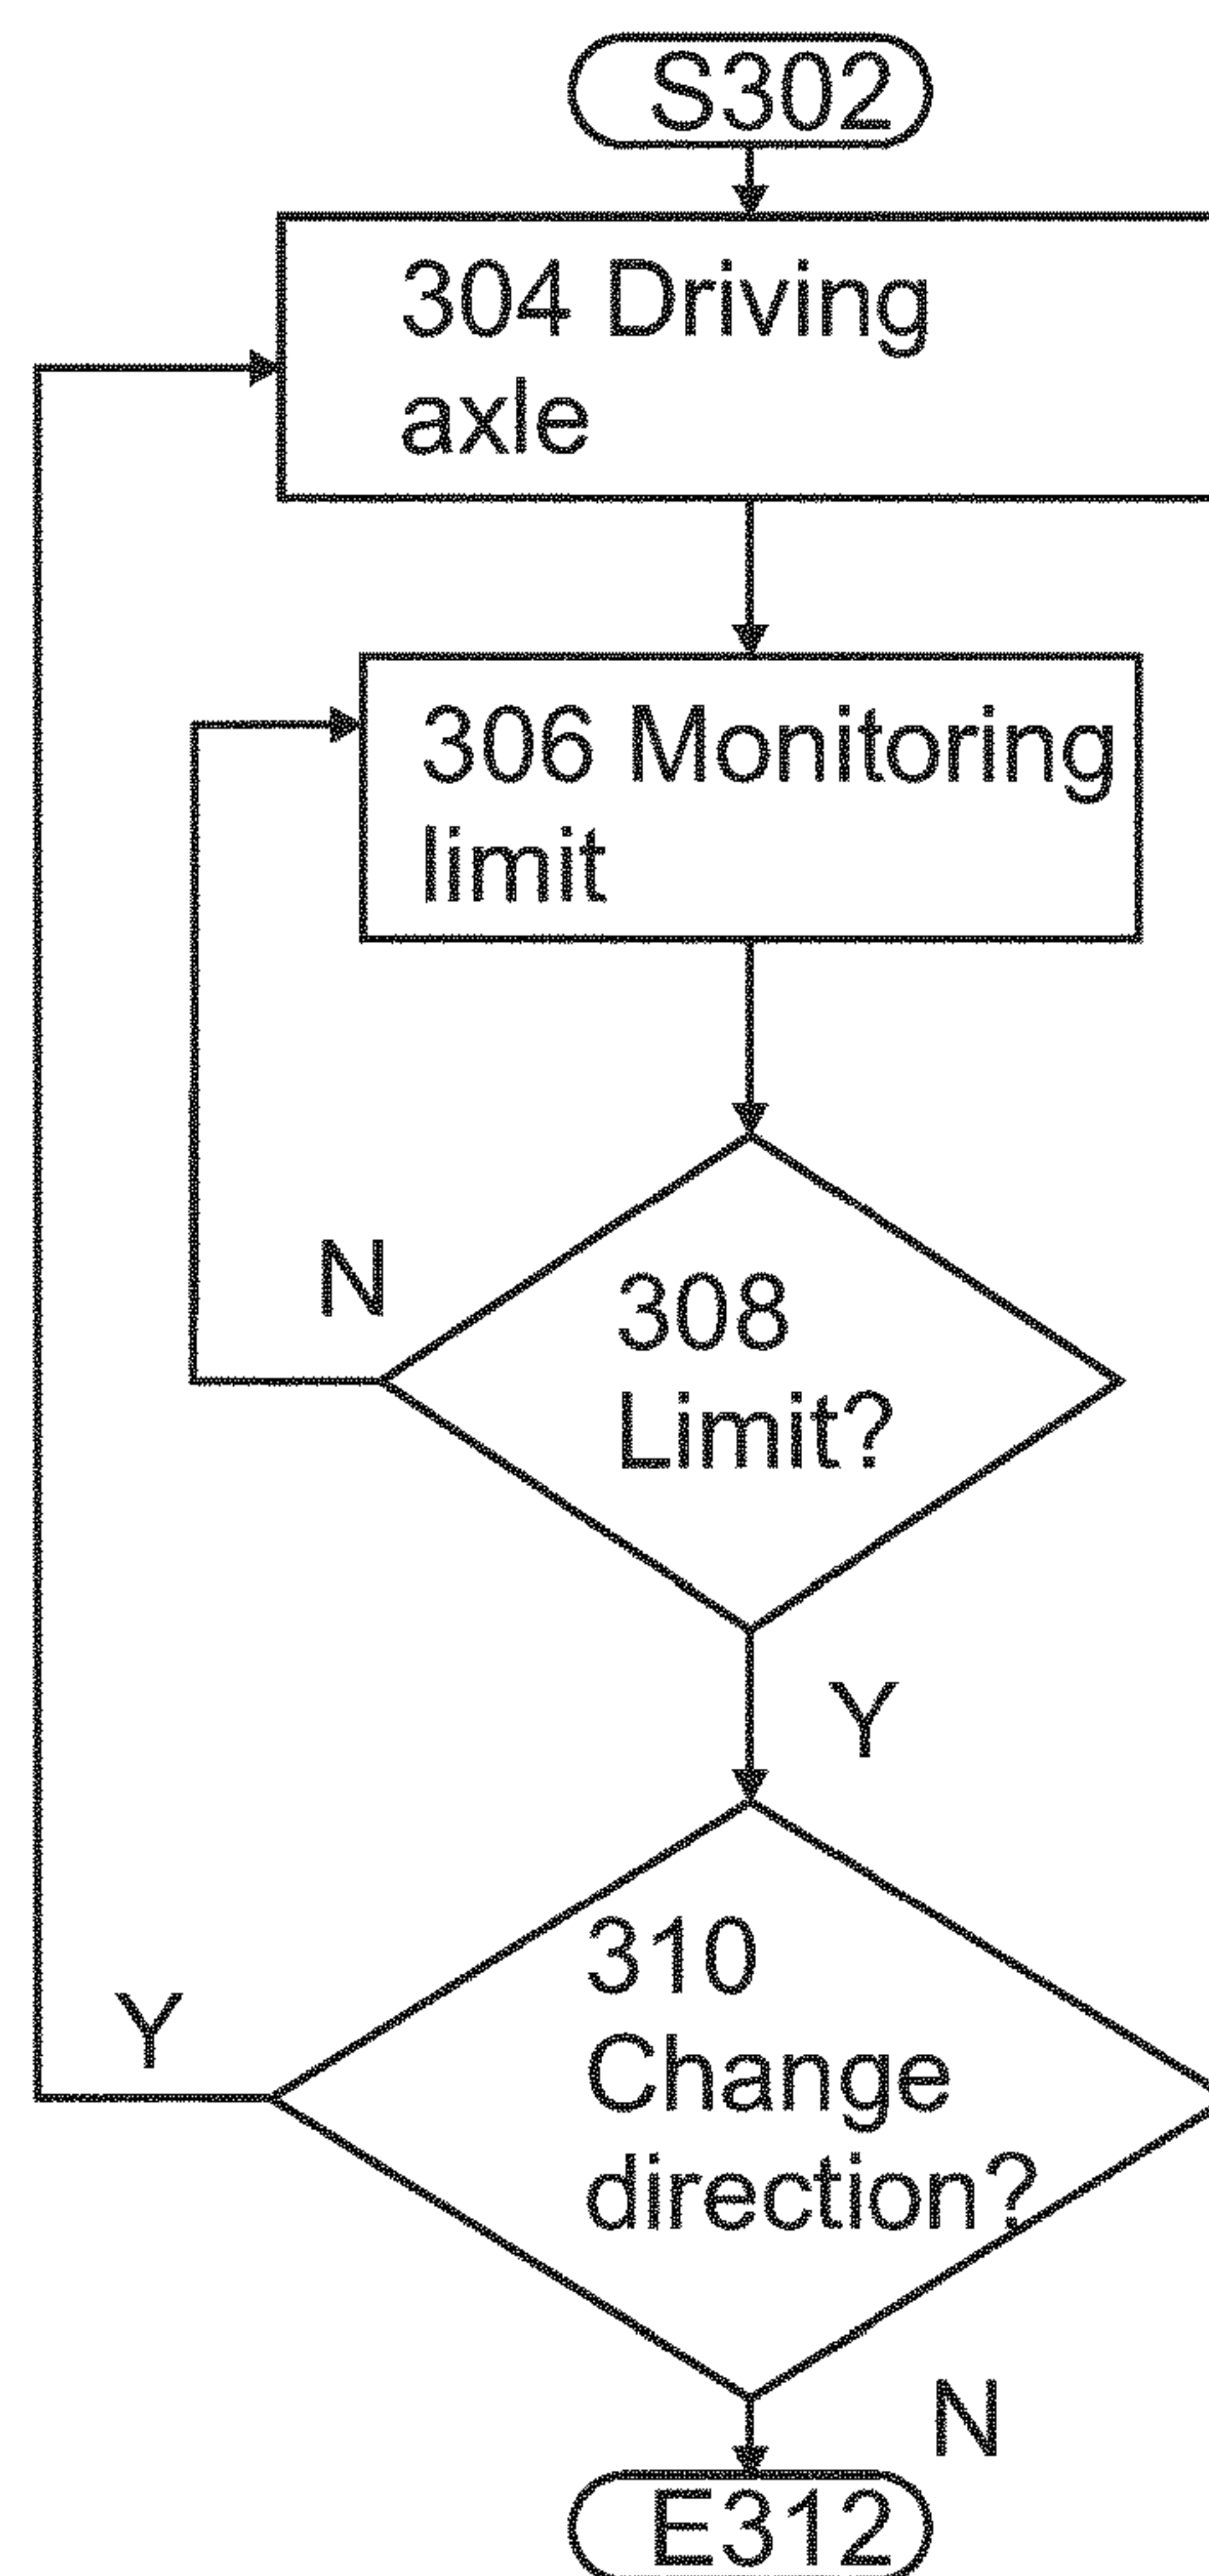 S302
304 Driving
axle
306 Monitoring
limit
N
308
Limit?
Y
Y
310
Change
direction?
N
E312